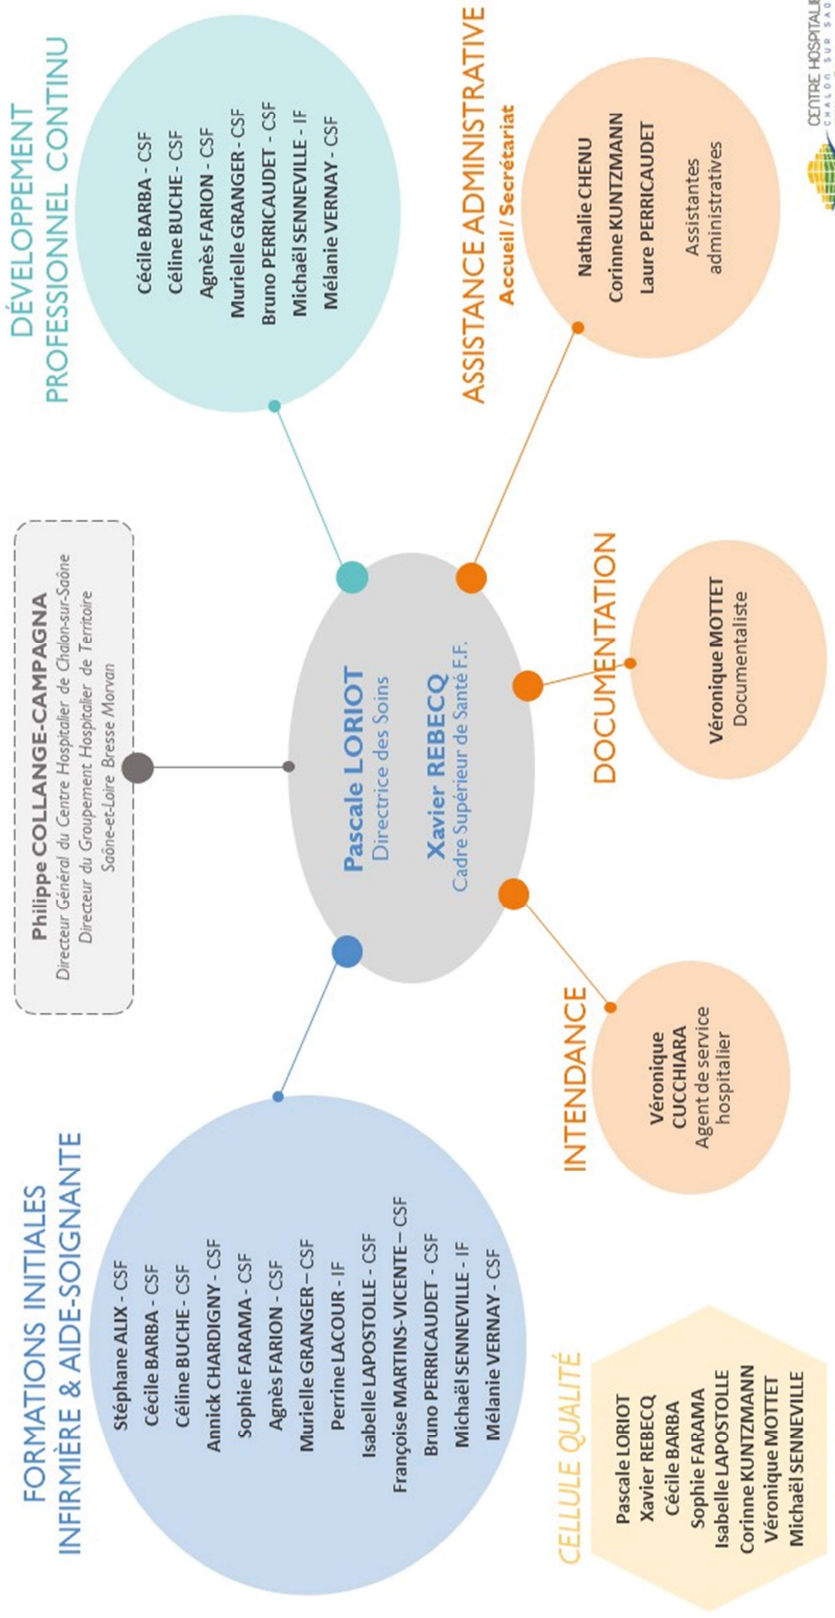 Philippe COLLANGE-CAMPAGNA
Directeur Général du Centre Hospitalier de Chalon-sur-Saône
Directeur du Groupement Hospitalier de Territoire
Saône-et-Loire Bresse Morvan
FORMATIONS INITIALES
INFIRMIÈRE & AIDE-SOIGNANTE
Stéphane ALIX - CSF
Cécile BARBA - CSF
Céline BUCHE - CSF
Annick CHARDIGNY - CSF
Sophie FARAMA - CSF
Agnès FARION - CSF
Murielle GRANGER – CSF
Perrine LACOUR - IF
Isabelle LAPOSTOLLE - CSF
Françoise MARTINS-VICENTE – CSF
Bruno PERRICAUDET - CSF
Michaël SENNEVILLE - IF
Mélanie VERNAY - CSF
Pascale LORIOT
Directrice des Soins
Xavier REBECQ
Cadre Supérieur de Santé F.F.
DÉVELOPPEMENT
PROFESSIONNEL CONTINU
Cécile BARBA - CSF
Céline BUCHE - CSF
Agnès FARION - CSF
Murielle GRANGER - CSF
Bruno PERRICAUDET - CSF
Michaël SENNEVILLE - IF
Mélanie VERNAY - CSF
CELLULE QUALITÉ
Pascale LORIOT
Xavier REBECQ
Cécile BARBA
Sophie FARAMA
Isabelle LAPOSTOLLE
Corinne KUNTZMANN
Véronique MOTTET
Michaël SENNEVILLE
INTENDANCE
Véronique
CUCCHIARA
Agent de service
hospitalier
DOCUMENTATION
Véronique MOTTET
Documentaliste
ASSISTANCE ADMINISTRATIVE
Accueil / Secrétariat
Nathalie CHENU
Corinne KUNTZMANN
Laure PERRICAUDET
Assistantes
administratives
CENTRE
CHALON SUR